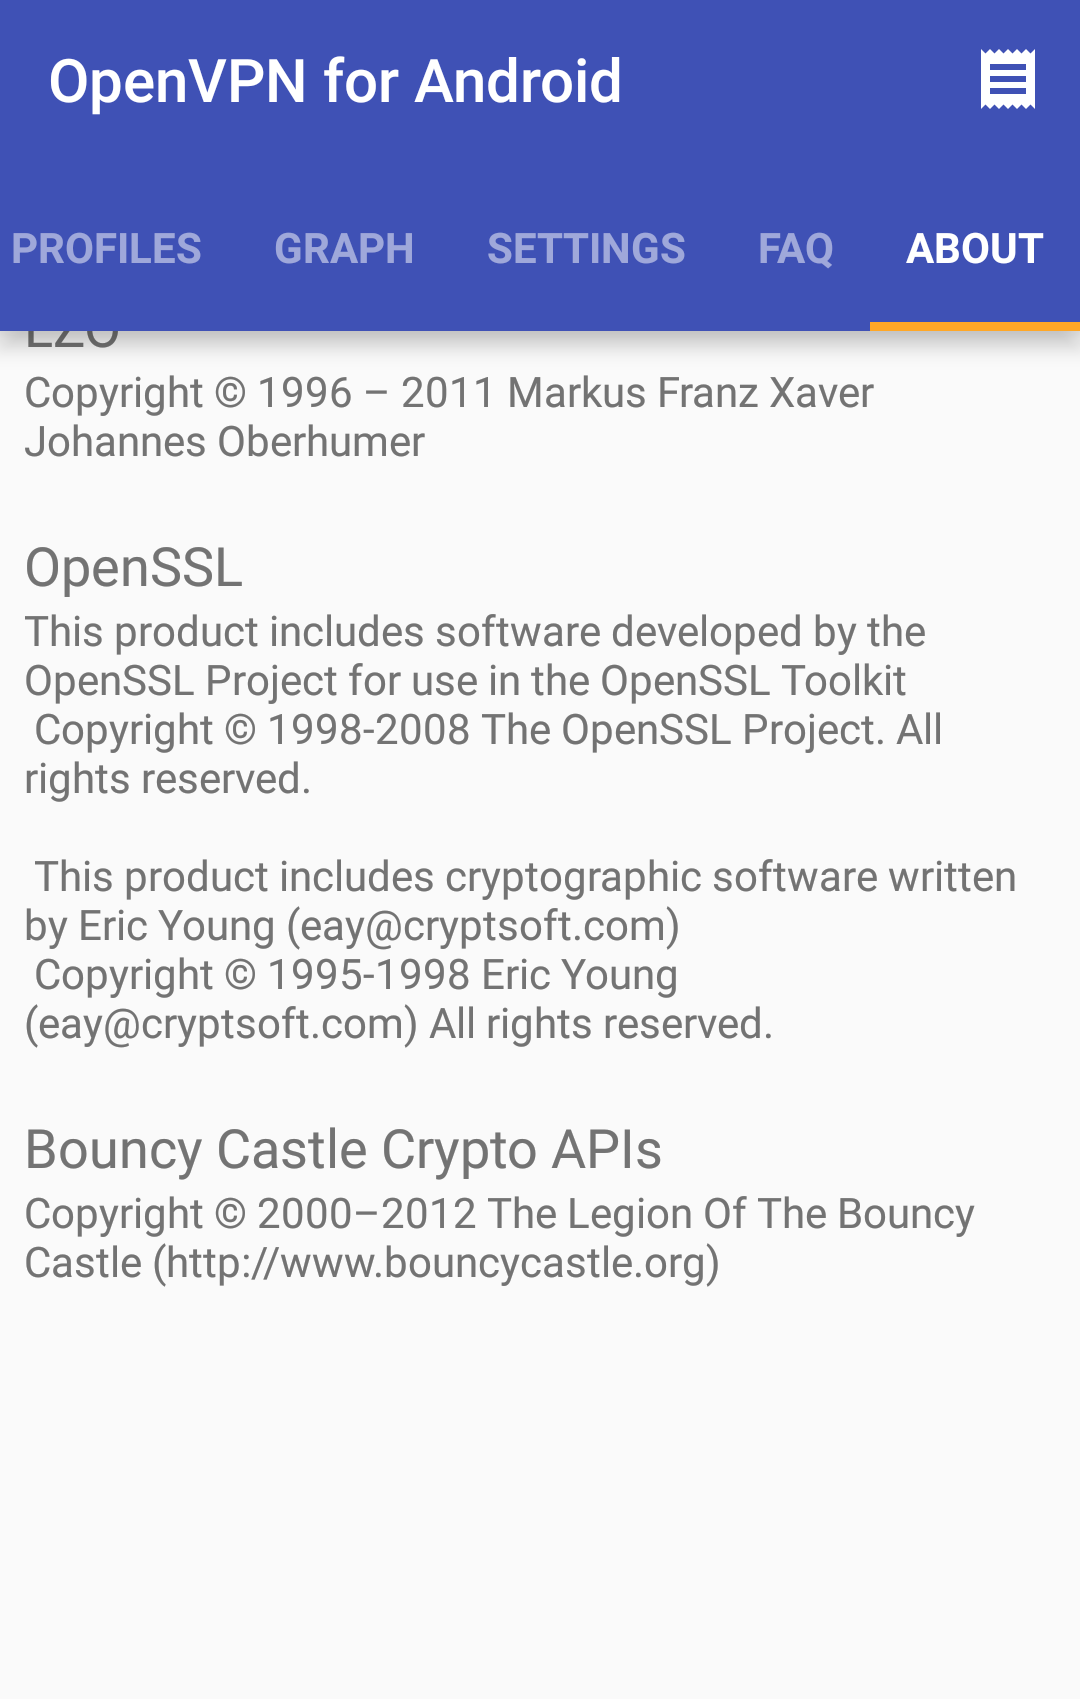 OpenVPN for Android
PROFILES GRAPH SETTINGS FAQ ABOUT
LZO
Copyright © 1996 – 2011 Markus Franz Xaver
Johannes Oberhumer
OpenSSL
This product includes software developed by the
OpenSSL Project for use in the OpenSSL Toolkit
Copyright © 1998-2008 The OpenSSL Project. All
rights reserved.
This product includes cryptographic software written
by Eric Young (eay@cryptsoft.com)
Copyright © 1995-1998 Eric Young
(eay@cryptsoft.com) All rights reserved.
Bouncy Castle Crypto APIs
Copyright © 2000–2012 The Legion Of The Bouncy
Castle (http://www.bouncycastle.org)